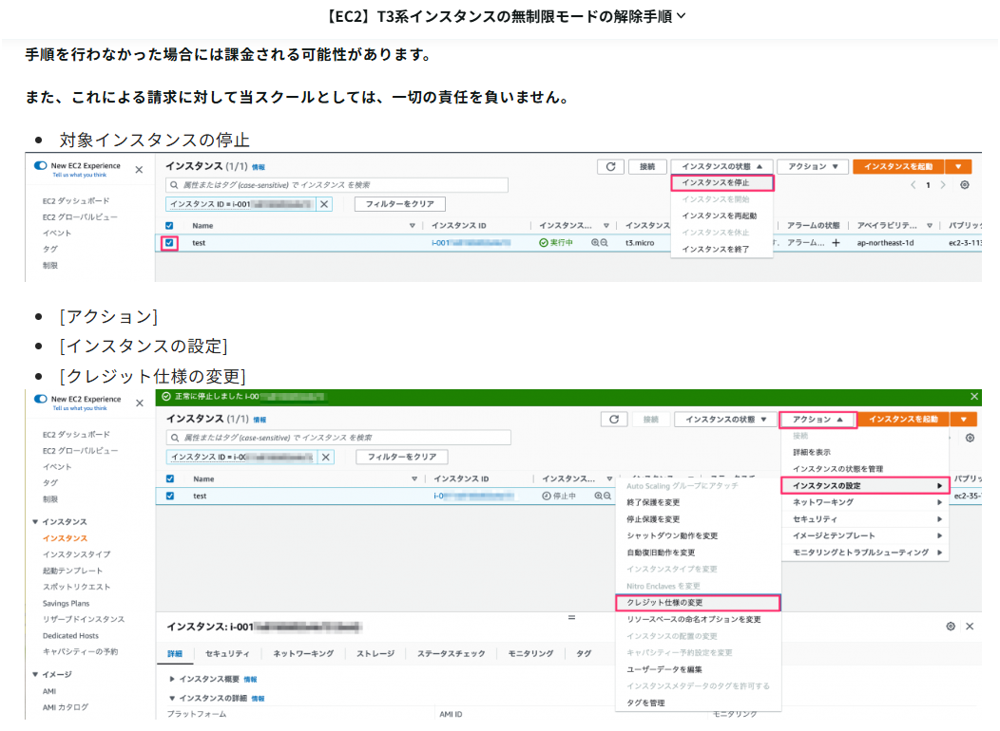 【EC2】T3系インスタンスの無制限モードの解除手順
手順を行わなかった場合には課金される可能性があります。
また、これによる請求に対して当スクールとしては、一切の責任を負いません。
対象インスタンスの停止
New EC2 Experience
Tell us what you think
インスタンス (1/1) 情報
接続
インスタンスの状態
アクション
インスタンスを起動
属性またはタグ (case-sensitive) で インスタンス を検索
インスタンスを停止
1
EC2 ダッシュボード
インスタンス ID = i-001
フィルターをクリア
インスタンスを開始
EC2 グローバルビュー
インスタンスを再起動
イベント
Name
インスタンス ID
インスタンス...
インスタンス
インスタンスを休止
アラームの状態
アベイラビリテ...
パブリッ
タグ
test
i-001
実行中
t3.micro
インスタンスを終了
アラーム...
ap-northeast-1d
ec2-3-113
制限
[アクション]
[インスタンスの設定]
[クレジット仕様の変更]
New EC2 Experience
Tell us what you think
正常に停止しました i-00
インスタンス (1/1) 情報
接続
インスタンスの状態
アクション
インスタンスを起動
属性またはタグ (case-sensitive) で インスタンス を検索
接続
詳細を表示
インスタンスの状態を管理
インスタンスの設定
ネットワーキング
セキュリティ
イメージとテンプレート
モニタリングとトラブルシューティング
インスタンス ID = i-00
フィルターをクリア
Name
インスタンス ID
インスタンス...
パブリッ
test
i-0
停止中
ec2-35-
Auto Scaling グループにアタッチ
終了保護を変更
停止保護を変更
シャットダウン動作を変更
自動復旧動作を変更
インスタンスタイプを変更
Nitro Enclaves を変更
クレジット仕様の変更
リソースベースの命名オプションを変更
インスタンスの配置の変更
キャパシティー予約設定を変更
ユーザーデータを編集
インスタンスメタデータのタグを許可する
タグを管理
EC2 ダッシュボード
EC2 グローバルビュー
イベント
タグ
制限
インスタンス
インスタンス
インスタンスタイプ
起動テンプレート
スポットリクエスト
Savings Plans
リザーブドインスタンス
Dedicated Hosts
キャパシティーの予約
イメージ
AMI
AMI カタログ
インスタンス: i-001
詳細
セキュリティ
ネットワーキング
ストレージ
ステータスチェック
モニタリング
タグ
インスタンス概要 情報
インスタンスの詳細 情報
プラットフォーム
AMI ID
モニタリング